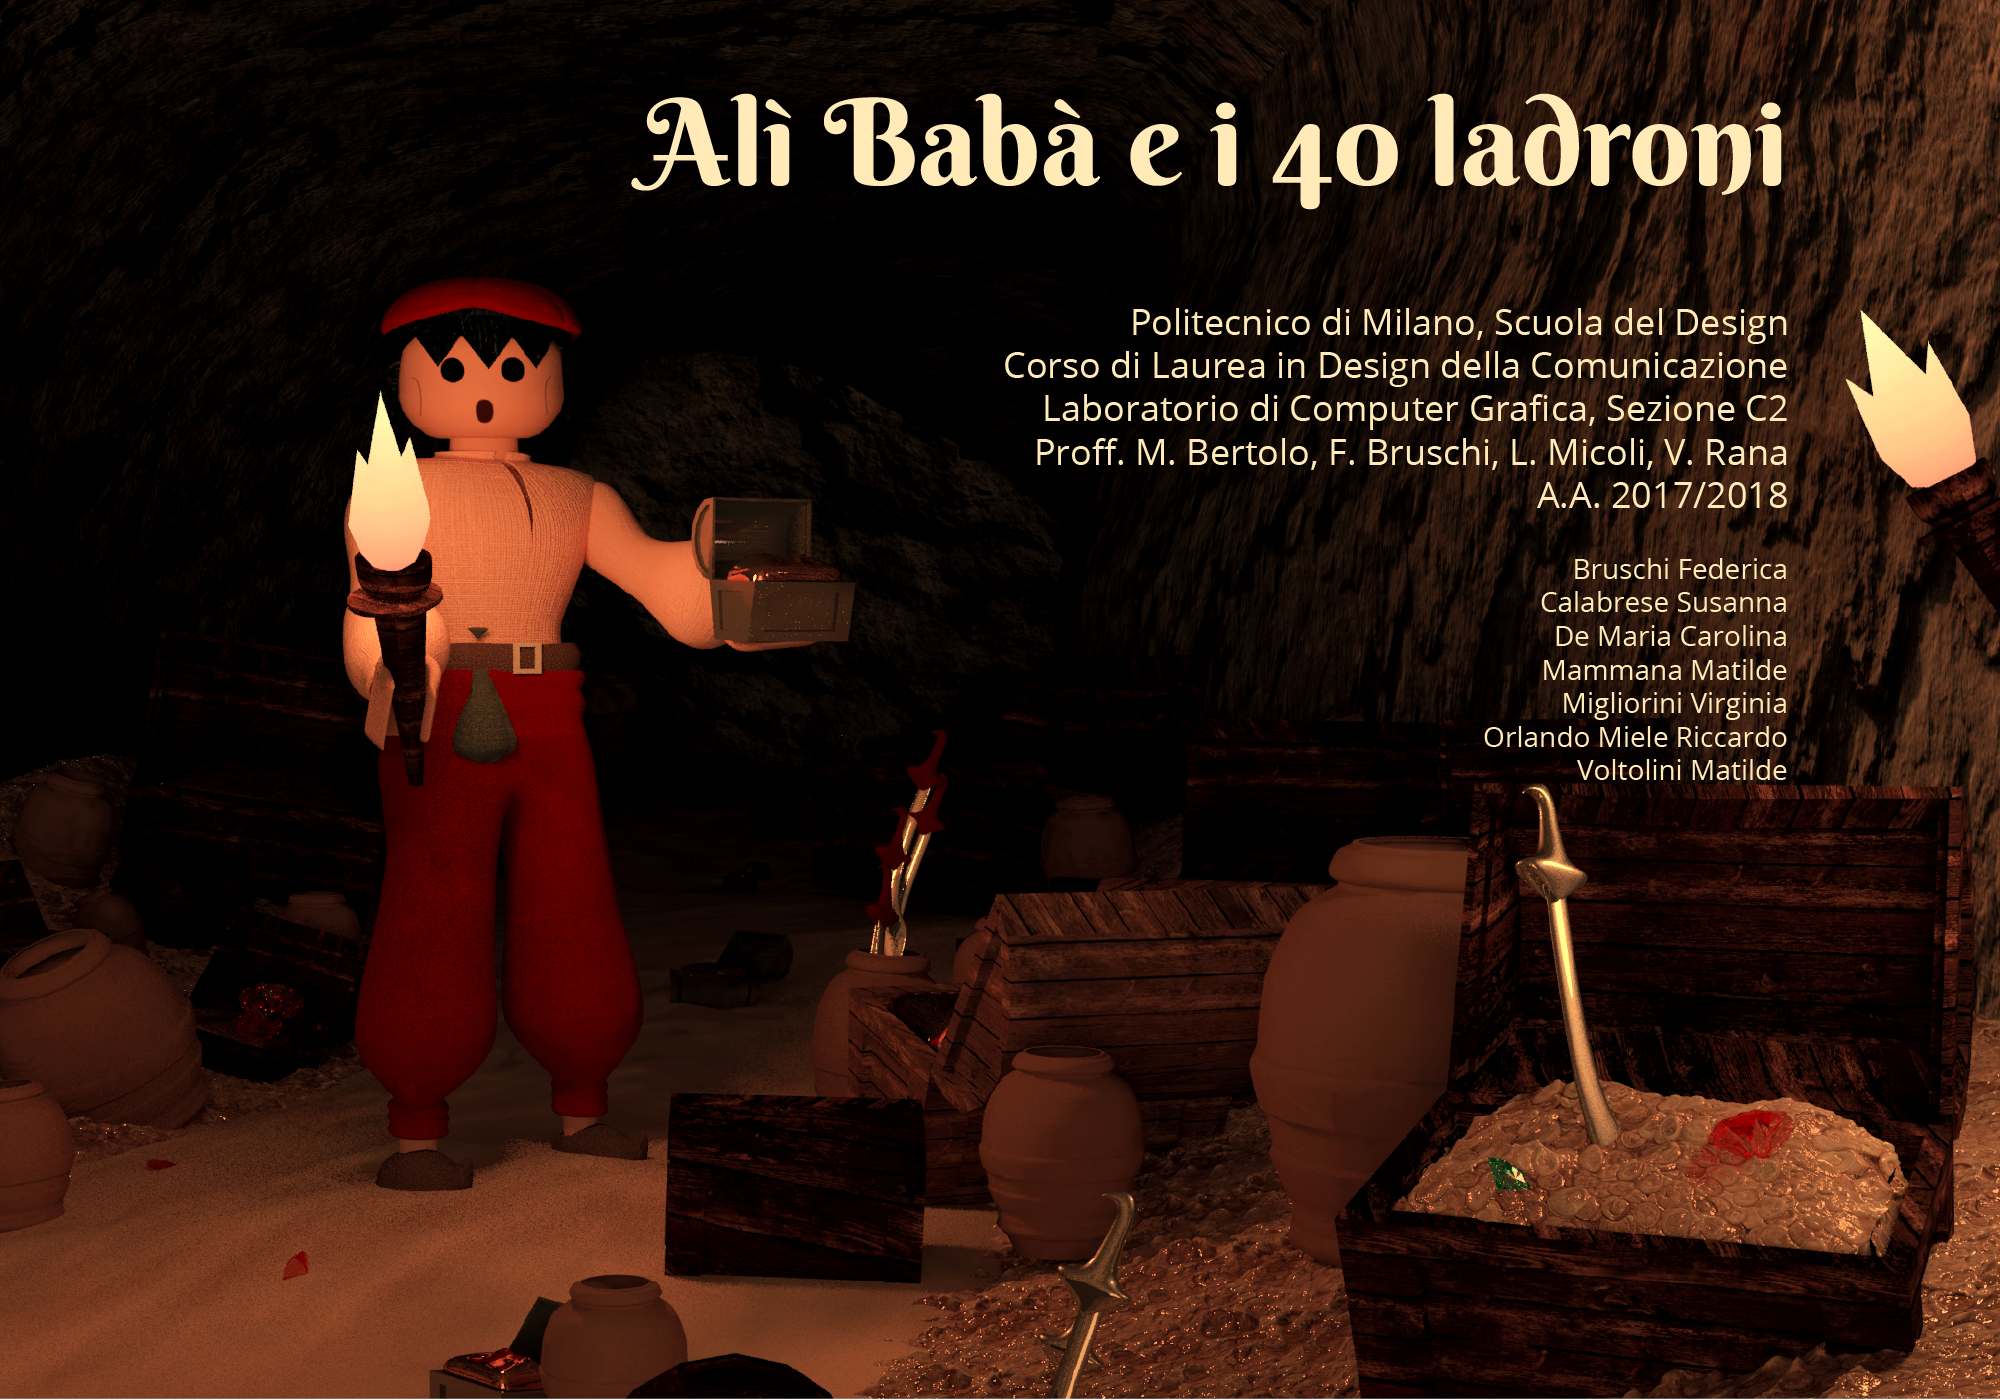 Alì Babà e i 40 ladroni
Politecnico di Milano, Scuola del Design
Corso di Laurea in Design della Comunicazione
Laboratorio di Computer Grafica, Sezione C2
Proff. M. Bertolo, F. Bruschi, L. Micoli, V. Rana
A.A. 2017/2018
Bruschi Federica
Calabrese Susanna
De Maria Carolina
Mammana Matilde
Migliorini Virginia
Orlando Miele Riccardo
Voltolini Matilde